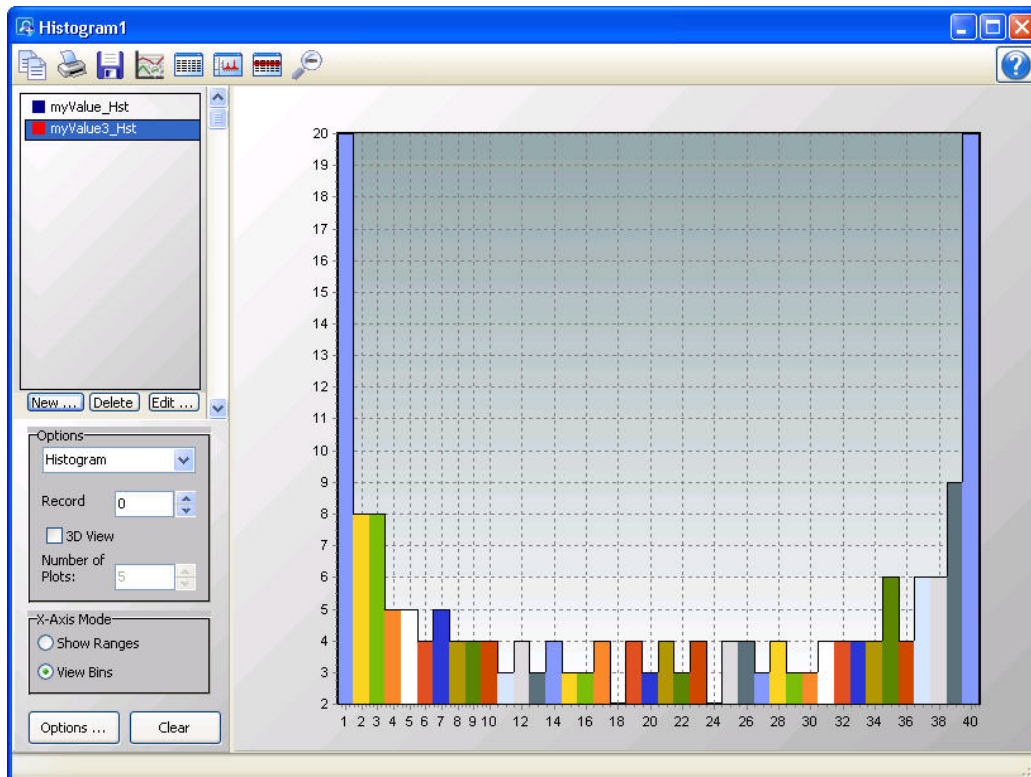 Histogram1
myValue_Hst
myValue3_Hst
New ... Delete Edit ...
Options
Histogram
Record 0
3D View
Number of
Plots: 5
X-Axis Mode
Show Ranges
View Bins
Options ... Clear
20
19
18
17
16
15
14
13
12
11
10
9
8
7
6
5
4
3
2
1 2 3 4 5 6 7 8 9 10 12 14 16 18 20 22 24 26 28 30 32 34 36 38 40